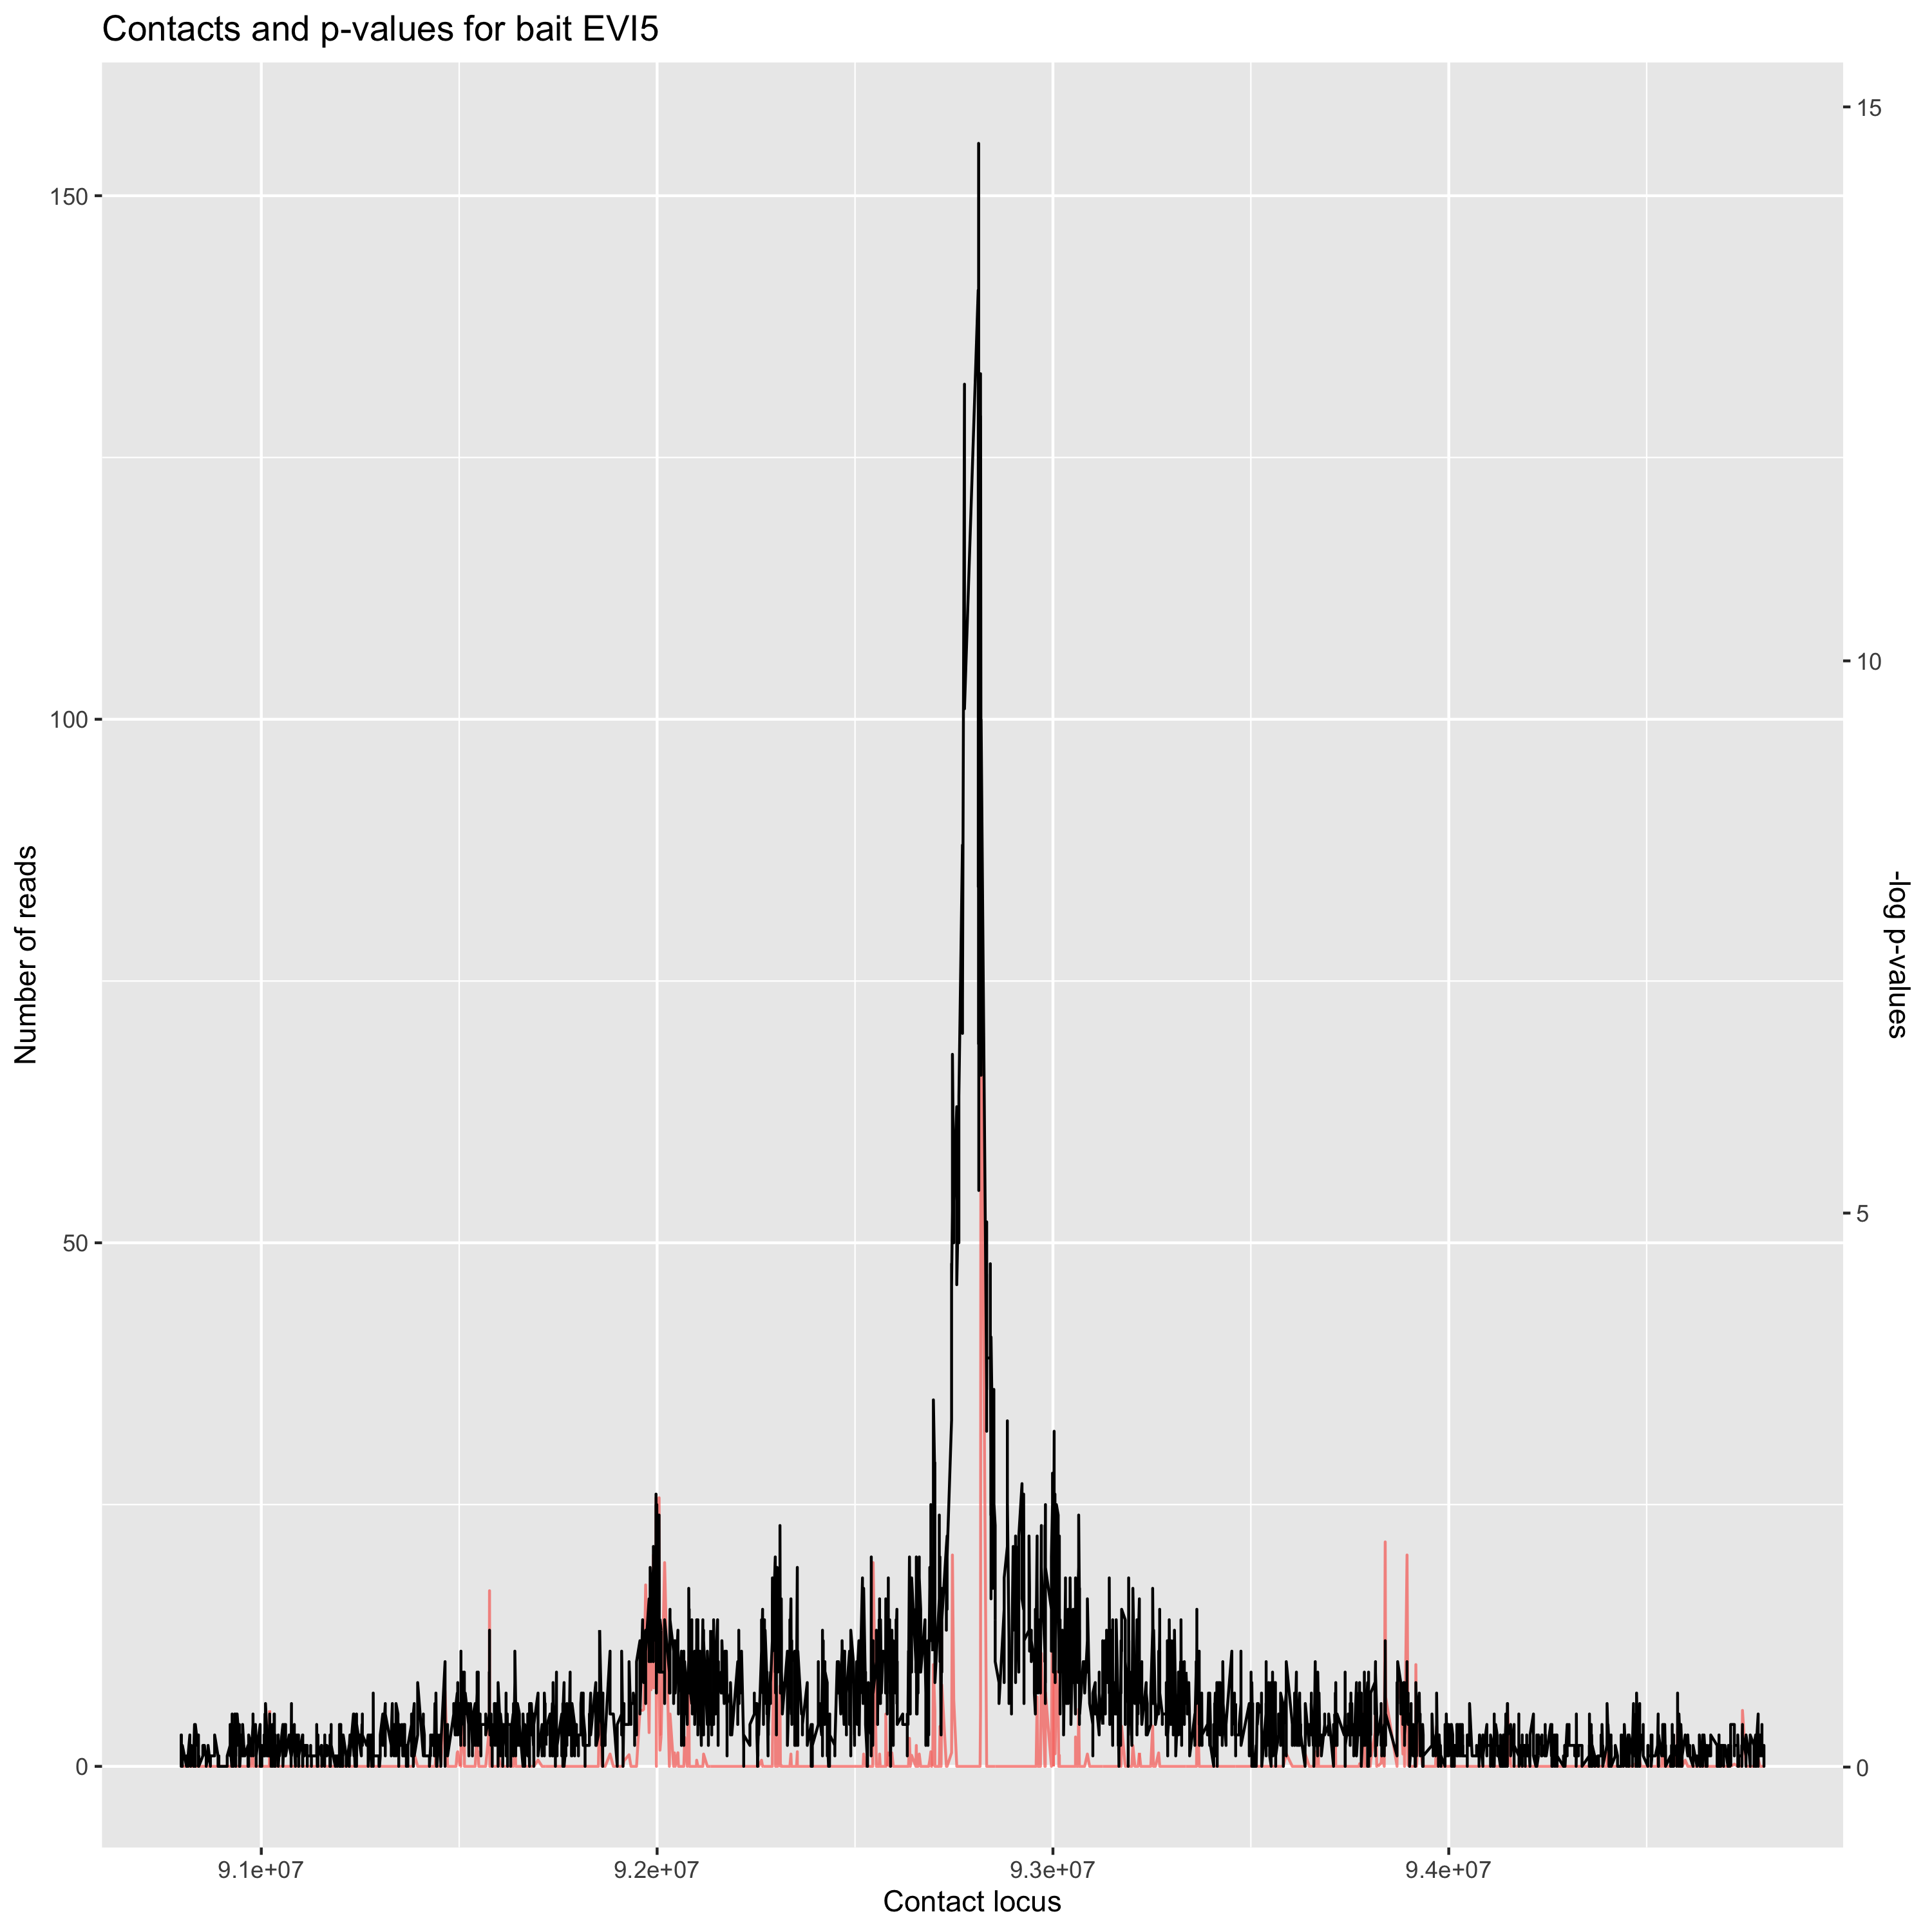 Contacts and p-values for bait EVI5
150
100
50
0
Number of reads
15
10
5
0
-log p-values
9.1e+07
9.2e+07
9.3e+07
9.4e+07
Contact locus